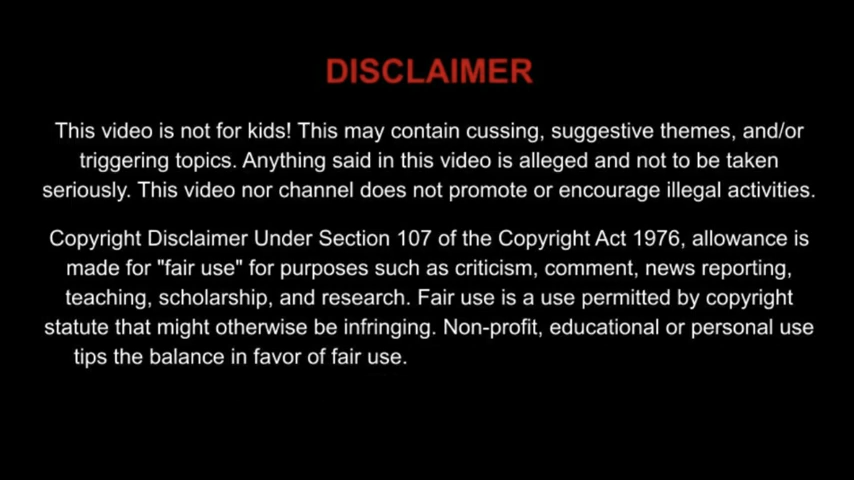 DISCLAIMER
This video is not for kids! This may contain cussing, suggestive themes, and/or
triggering topics. Anything said in this video is alleged and not to be taken
seriously. This video nor channel does not promote or encourage illegal activities.
Copyright Disclaimer Under Section 107 of the Copyright Act 1976, allowance is
made for "fair use" for purposes such as criticism, comment, news reporting,
teaching, scholarship, and research. Fair use is a use permitted by copyright
statute that might otherwise be infringing. Non-profit, educational or personal use
tips the balance in favor of fair use.